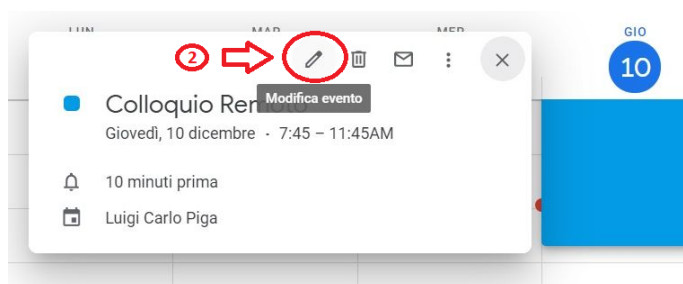 LUN MAR MER GIO
2
10
Modifica evento
Colloquio Remoto
Giovedì, 10 dicembre · 7:45 – 11:45AM
10 minuti prima
Luigi Carlo Piga